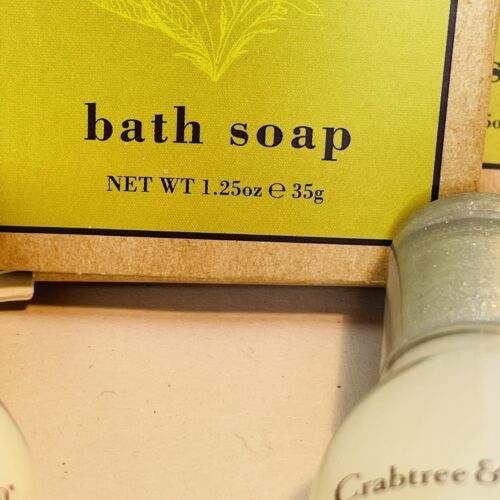 bath soap
NET WT 1.25oz ℮ 35g
Crabtree &